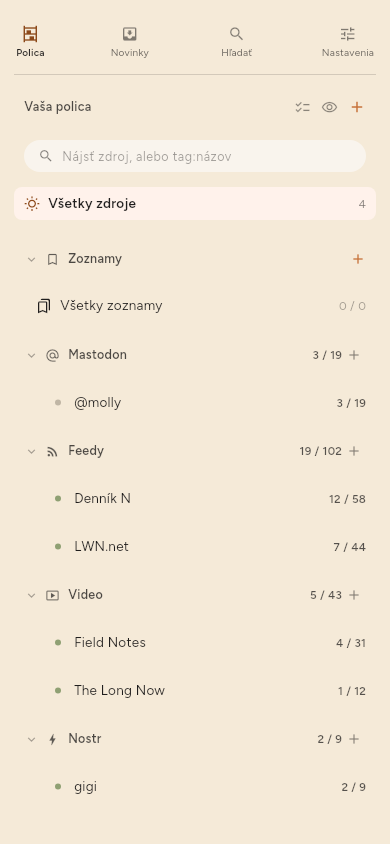 Polica
Novinky
Hľadať
Nastavenia
Vaša polica
Nájsť zdroj, alebo tag:názov
Všetky zdroje 4
Zoznamy
Všetky zoznamy 0 / 0
Mastodon 3 / 19
@molly 3 / 19
Feedy 19 / 102
Denník N 12 / 58
LWN.net 7 / 44
Video 5 / 43
Field Notes 4 / 31
The Long Now 1 / 12
Nostr 2 / 9
gigi 2 / 9